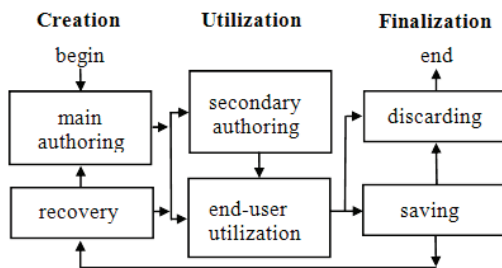 Creation Utilization Finalization
begin end
main
authoring
secondary
authoring
discarding
recovery
end-user
utilization
saving